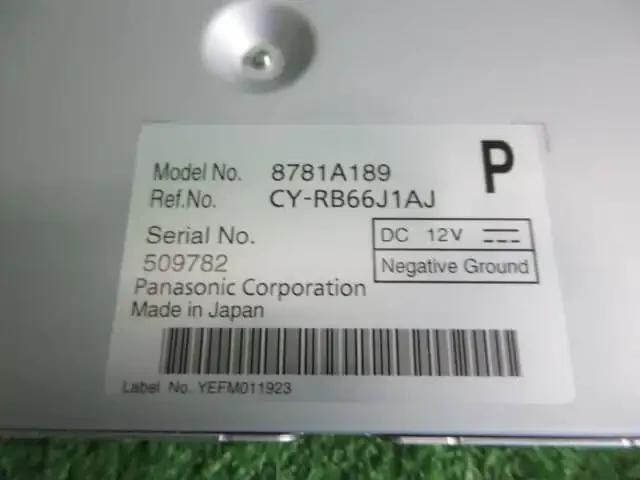 Model No. 8781A189
P
Ref.No. CY-RB66J1AJ
Serial No.
DC 12V
509782
Negative Ground
Panasonic Corporation
Made in Japan
Label No. YEFM011923